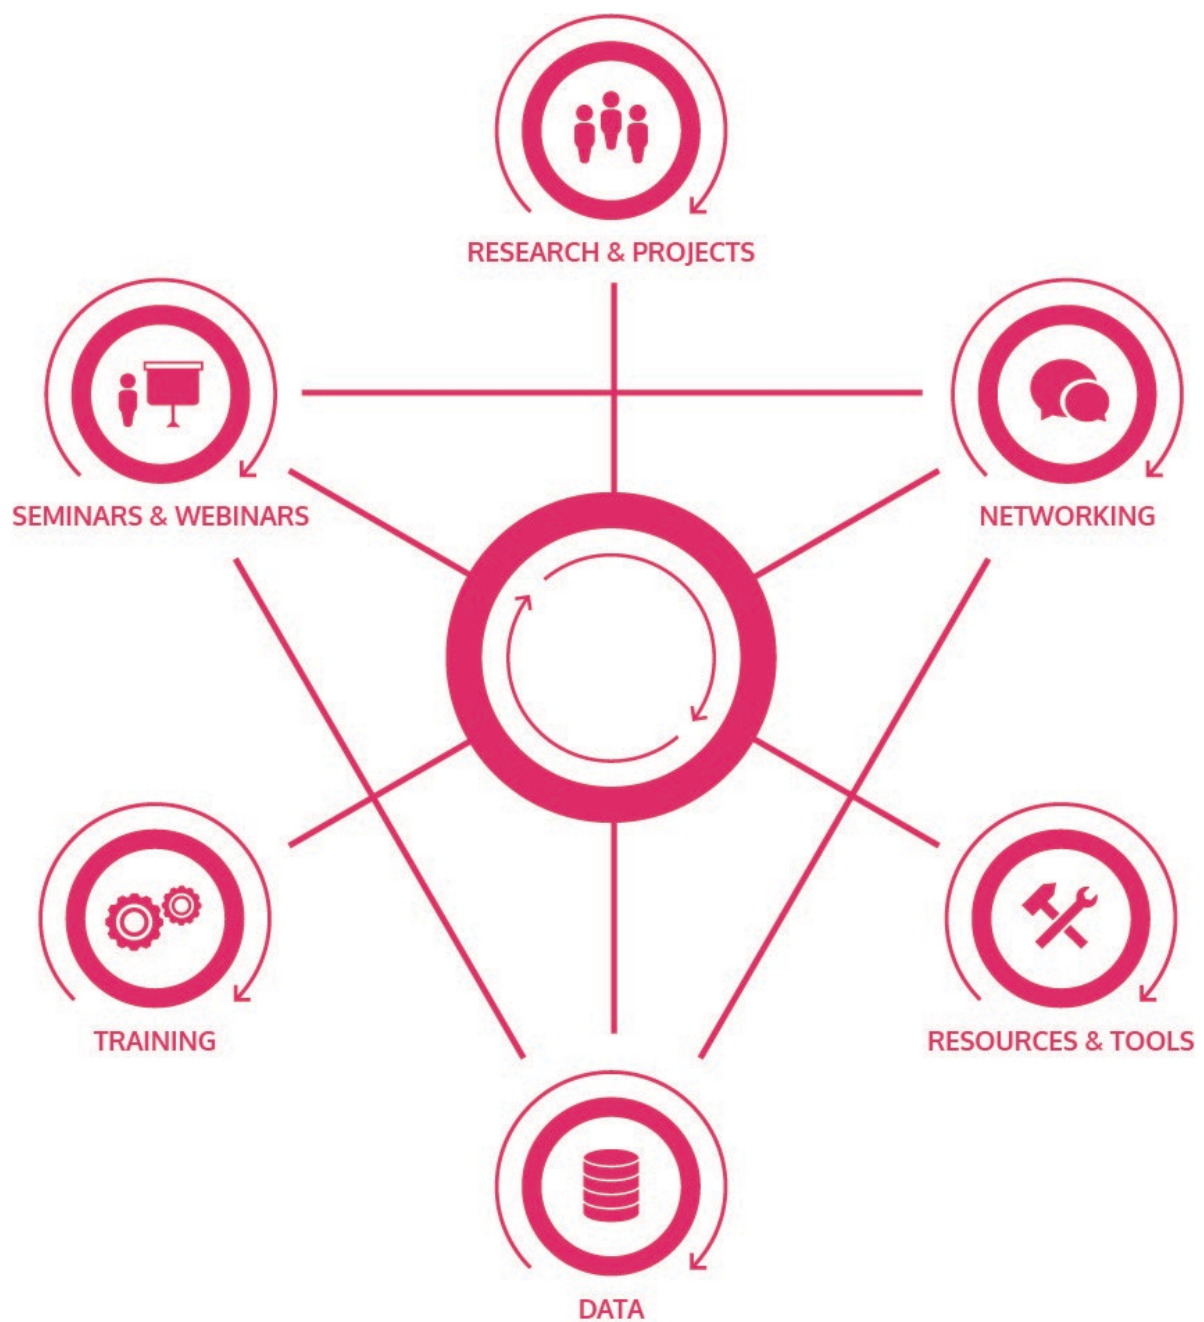 RESEARCH & PROJECTS
SEMINARS & WEBINARS
NETWORKING
TRAINING
RESOURCES & TOOLS
DATA